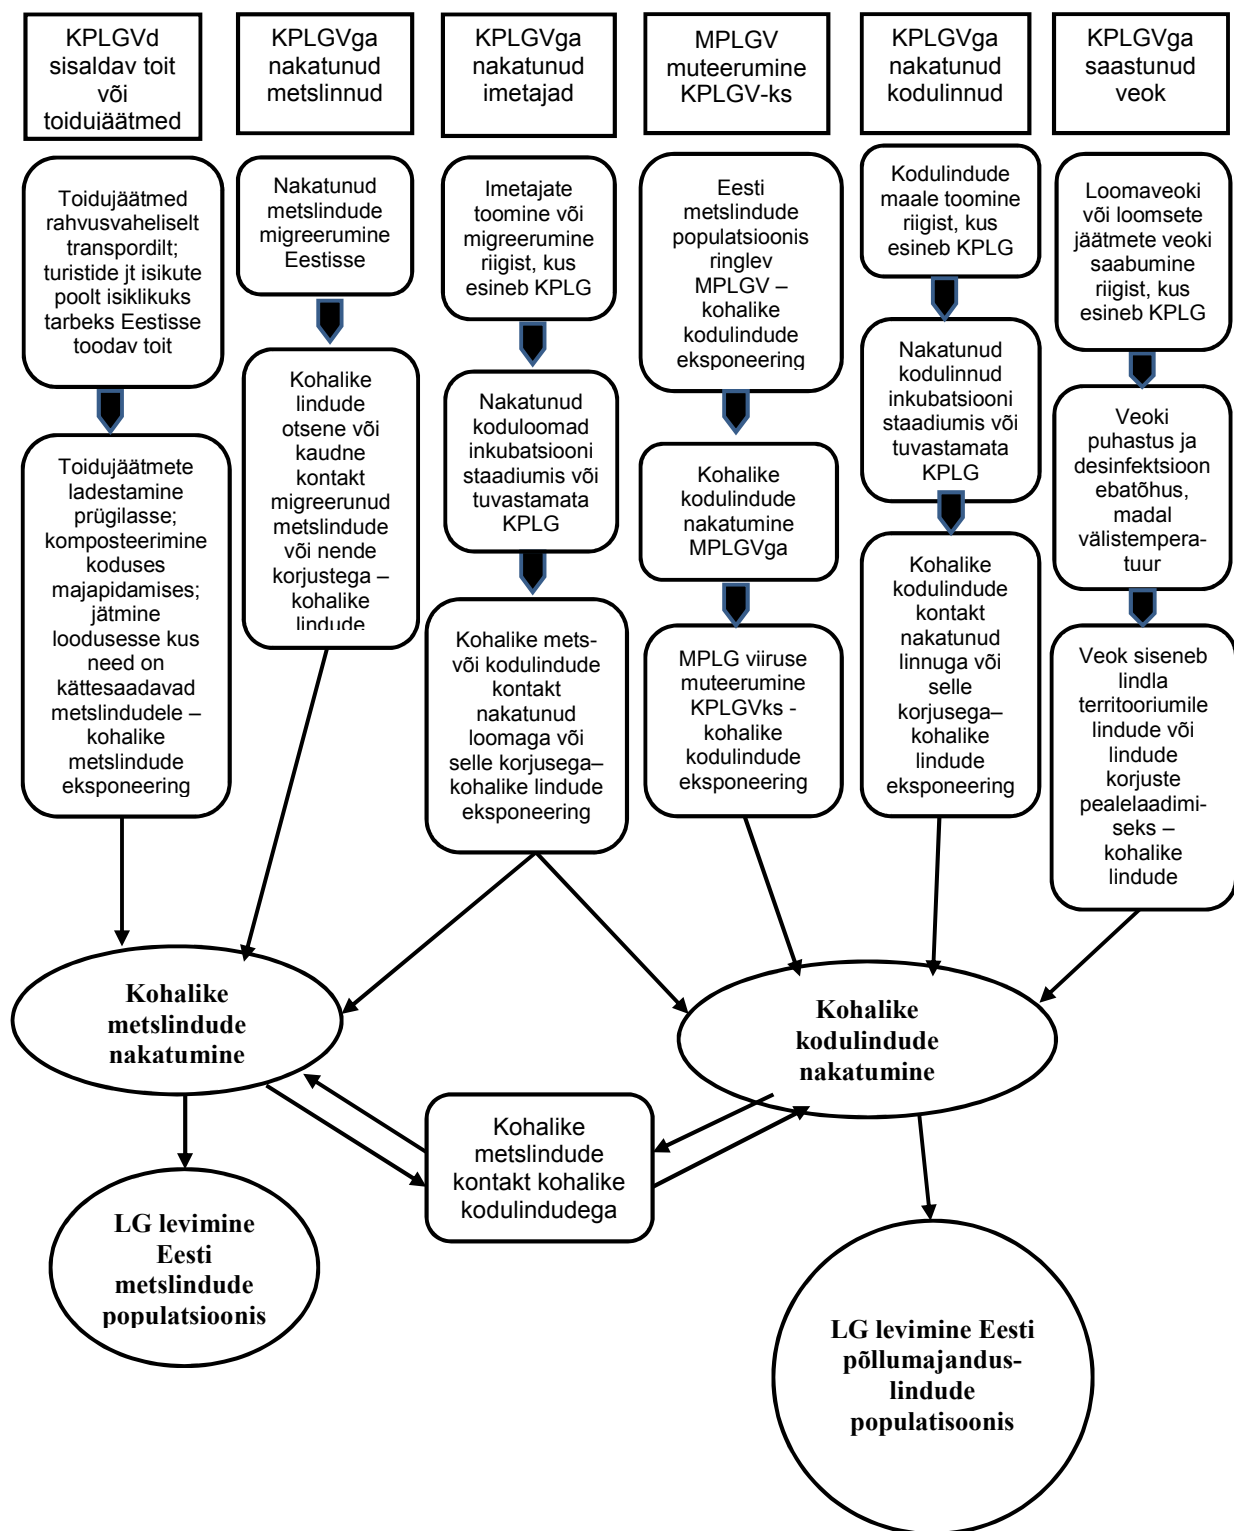 KPLGVd
sisaldav toit
või
toidujäätmed
KPLGVga
nakatunud
metslinnud
KPLGVga
nakatunud
imetajad
MPLGV
muteerumine
KPLGV-ks
KPLGVga
nakatunud
kodulinnud
KPLGVga
saastunud
veok
Toidujäätmed
rahvusvaheliselt
transpordilt;
turistide jt isikute
poolt isiklikuks
tarbeks Eestisse
toodav toit
Nakatunud
metslindude
migreerumine
Eestisse
Imetajate
toomine või
migreerumine
riigist, kus
esineb KPLG
Eesti
metslindude
populatsioonis
ringlev
MPLGV –
kohalike
kodulindude
eksponeering
Kodulindude
maale toomine
riigist, kus
esineb KPLG
Loomaveoki
või loomsete
jäätmete veoki
saabumine
riigist, kus
esineb KPLG
Toidujäätmete
ladestamine
prügilasse;
komposteerimine
koduses
majapidamises;
jätmine
loodusesse kus
need on
kättesaadavad
metslindudele –
kohalike
metslindude
eksponeering
Kohalike
lindude
otsene või
kaudne
kontakt
migreerunud
metslindude
või nende
korjustega –
kohalike
lindude
Nakatunud
koduloomad
inkubatsiooni
staadiumis või
tuvastamata
KPLG
Kohalike
kodulindude
nakatumine
MPLGVga
Nakatunud
kodulinnud
inkubatsiooni
staadiumis või
tuvastamata
KPLG
Veoki
puhastus ja
desinfektsioon
ebatõhus,
madal
välistempera-
tuur
Kohalike mets-
või kodulindude
kontakt
nakatunud
loomaga või
selle korjusega–
kohalike lindude
eksponeering
MPLG viiruse
muteerumine
KPLGVks -
kohalike
kodulindude
eksponeering
Kohalike
kodulindude
kontakt
nakatunud
linnuga või
selle
korjusega–
kohalike
lindude
eksponeering
Veok siseneb
lindla
territooriumile
lindude või
lindude
korjuste
pealelaadimi-
seks –
kohalike
lindude
Kohalike
metslindude
nakatumine
Kohalike
kodulindude
nakatumine
Kohalike
metslindude
kontakt kohalike
kodulindudega
LG levimine
Eesti
metslindude
populatsioonis
LG levimine Eesti
põllumajandus-
lindude
populatisoonis